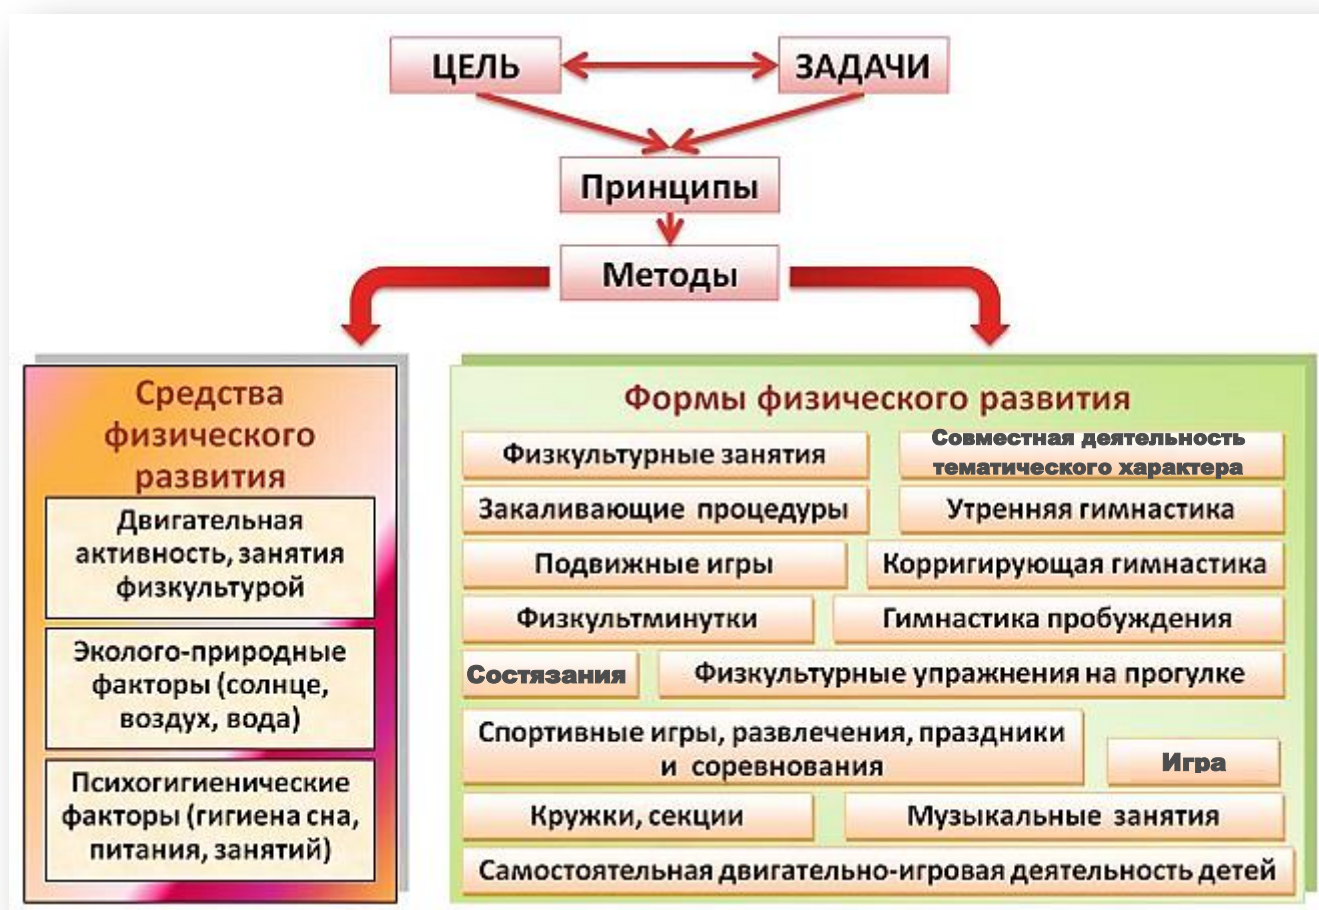 ЦЕЛЬ
ЗАДАЧИ
Принципы
Методы
Средства
физического
развития
Двигательная
активность, занятия
физкультурой
Эколого-природные
факторы (солнце,
воздух, вода)
Психогигиенические
факторы (гигиена сна,
питания, занятий)
Формы физического развития
Физкультурные занятия
Совместная деятельность
тематического характера
Закаливающие процедуры
Утренняя гимнастика
Подвижные игры
Корригирующая гимнастика
Физкультминутки
Гимнастика пробуждения
Состязания
Физкультурные упражнения на прогулке
Спортивные игры, развлечения, праздники
и соревнования
Игра
Кружки, секции
Музыкальные занятия
Самостоятельная двигательно-игровая деятельность детей